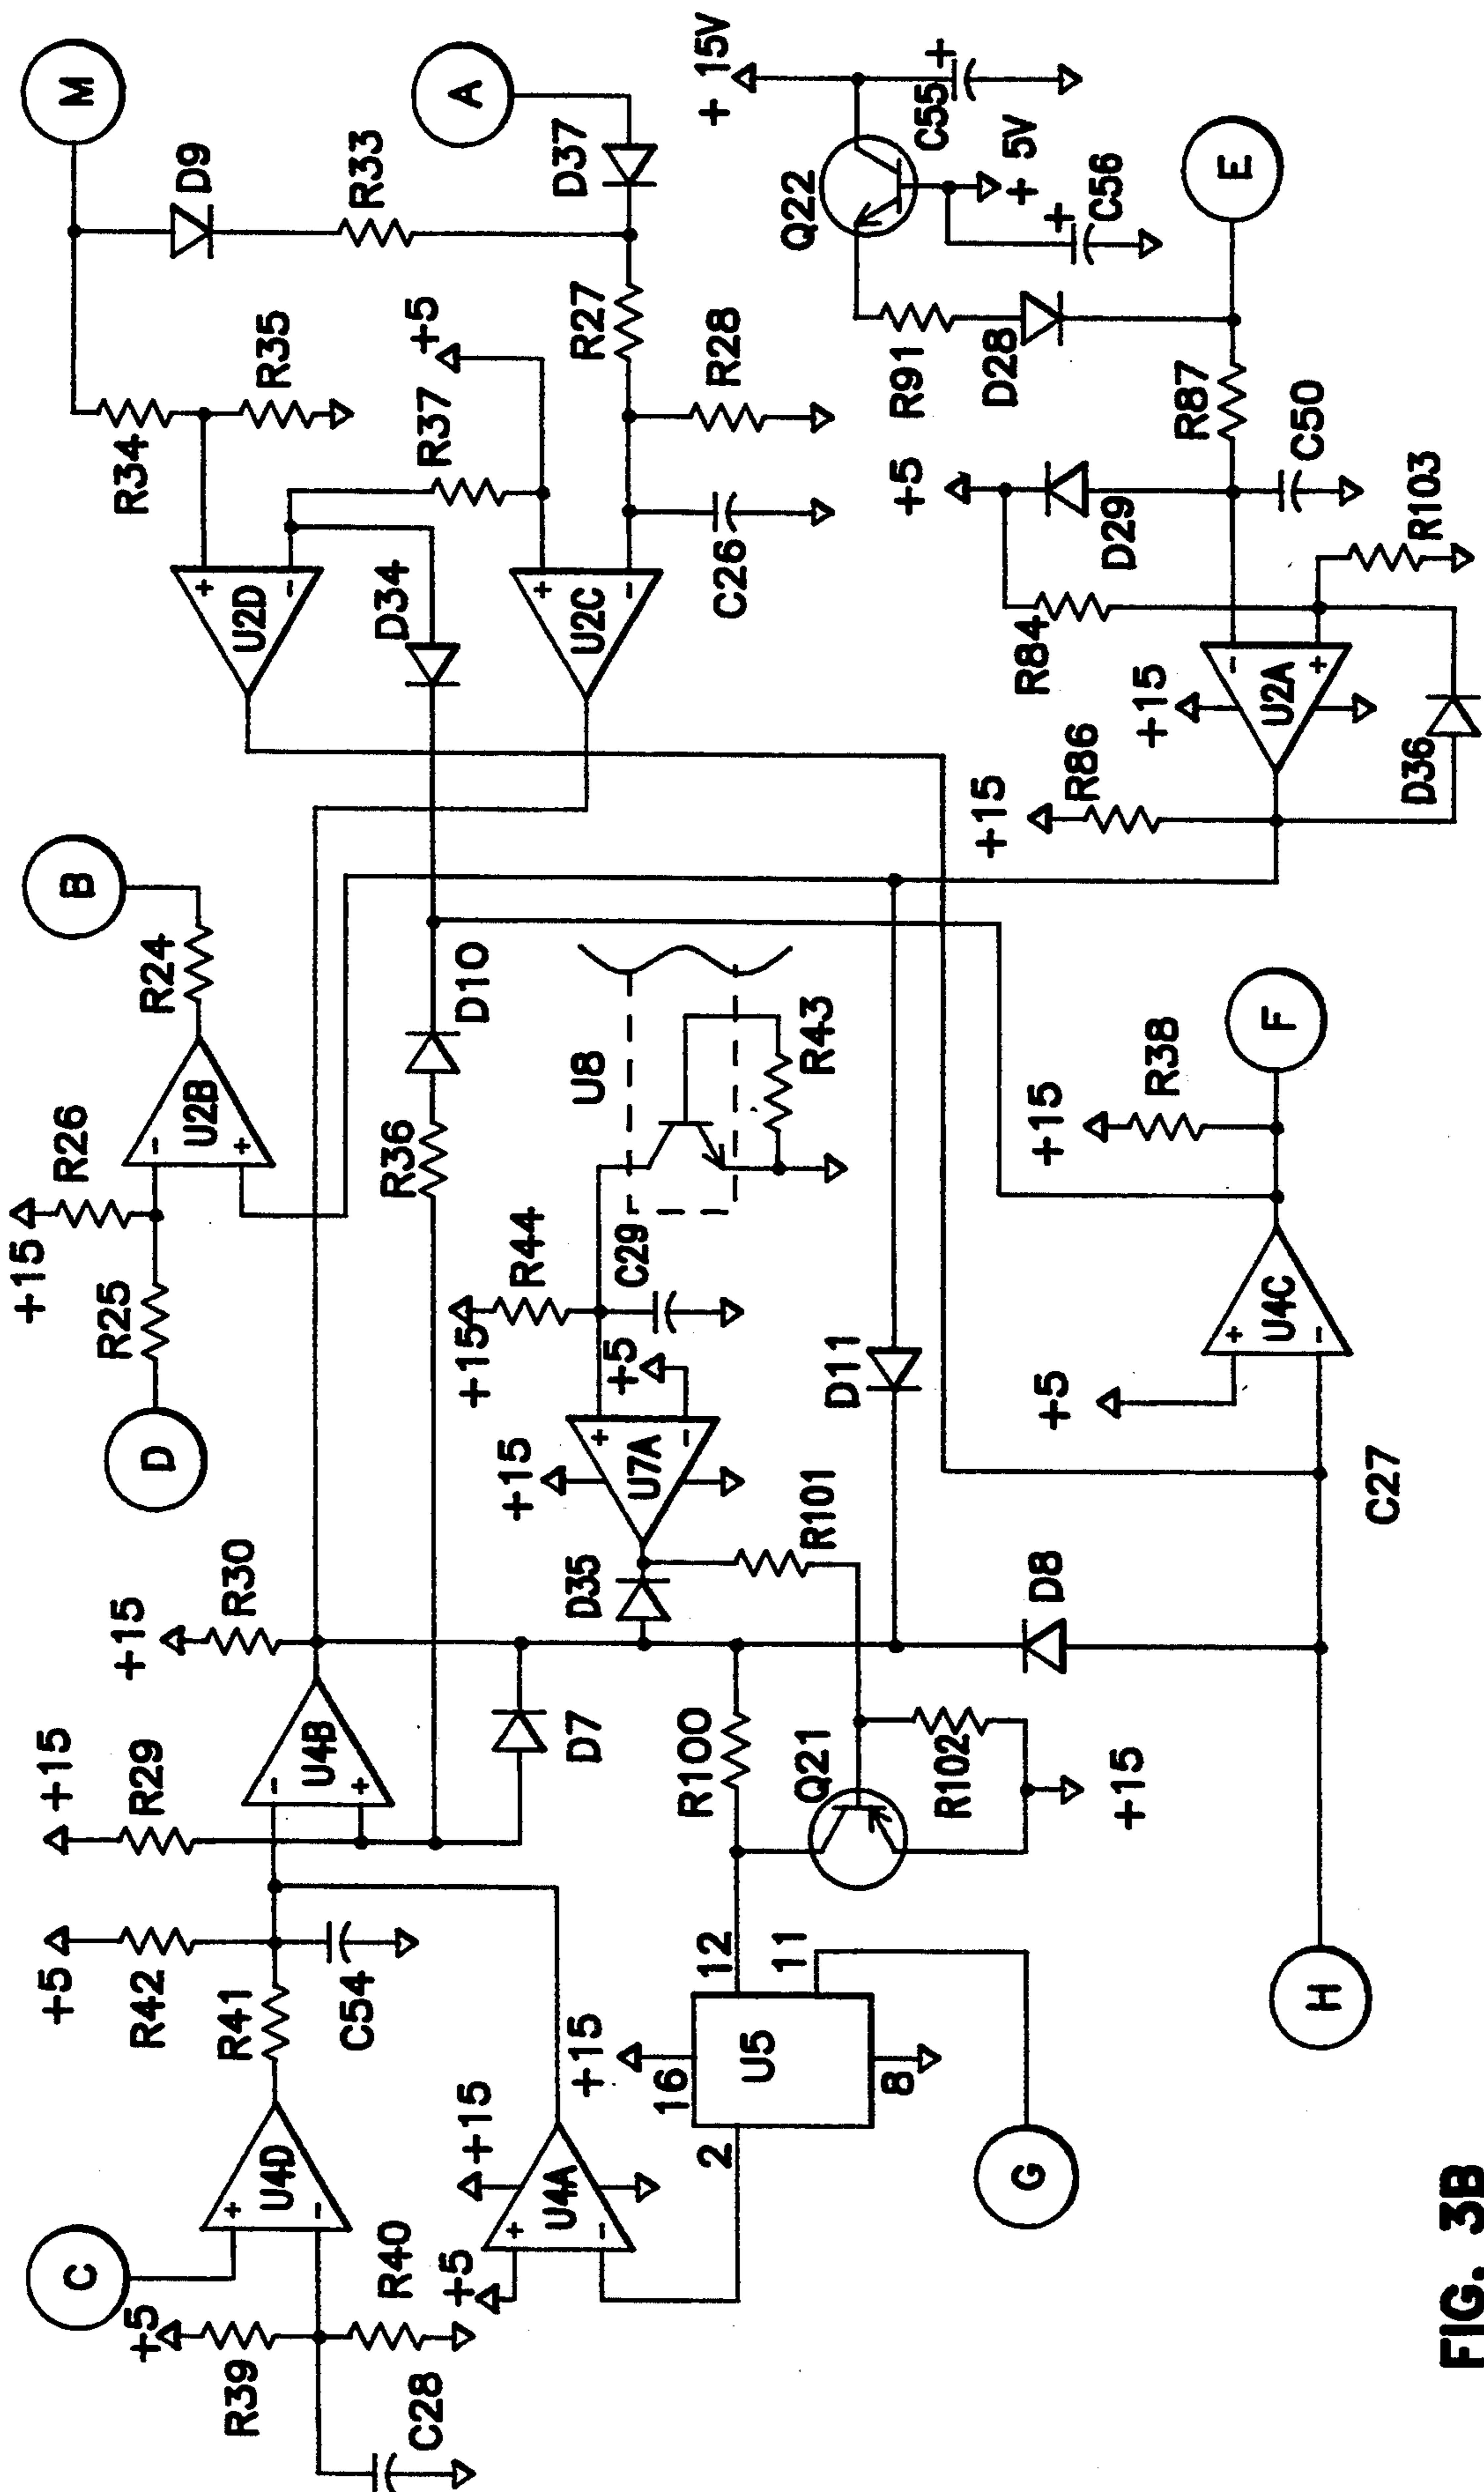 M
D9
R33
A
D37
+ 15V
C55
+
Q22
+ 5V
+
C56
E
R34
R35
+5
R37
R27
R28
R91
D28
R87
+5
C50
R103
+
-
U2D
D34
+
-
U2C
C26
D29
R84
+15
-
+
U2A
R86
+15
D36
B
R24
D10
U8
R43
R26
+15
-
+
U2B
R36
R25
D
R44
C29
+15
+5
+15
R38
F
+
-
U7A
+15
D11
+5
+
-
U4C
R101
C27
+15
R30
D35
D8
+15
R29
-
+
U4B
D7
R100
Q21
R102
+15
+5
R42
R41
C54
12
11
+15
16
U5
8
2
H
+
-
U4D
+15
+
-
U4A
G
C
+5
R39
R40
C28
+5
FIG. 3B